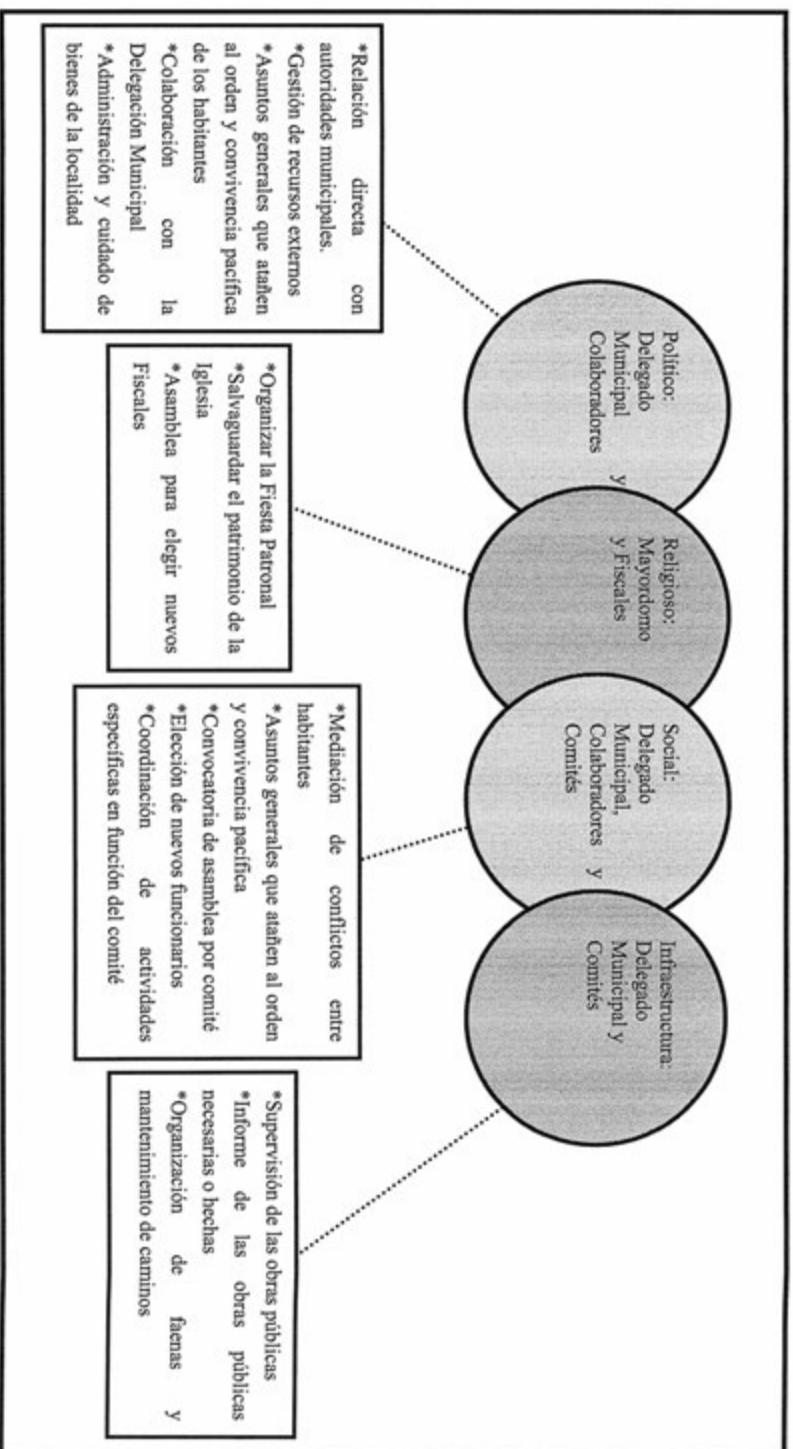 Político:
Delegado
Municipal y
Colaboradores
Religioso:
Mayordomo
y Fiscales
Social:
Delegado
Municipal,
Colaboradores y
Comités
Infraestructura:
Delegado
Municipal y
Comités
*Relación directa con
autoridades municipales.
*Gestión de recursos externos
*Asuntos generales que atañen
al orden y convivencia pacífica
de los habitantes
*Colaboración con la
Delegación Municipal
*Administración y cuidado de
bienes de la localidad
*Organizar la Fiesta Patronal
*Salvaguardar el patrimonio de la
Iglesia
*Asamblea para elegir nuevos
Fiscales
*Mediación de conflictos entre
habitantes
*Asuntos generales que atañen al orden
y convivencia pacífica
*Convocatoria de asamblea por comité
*Elección de nuevos funcionarios
*Coordinación de actividades
específicas en función del comité
*Supervisión de las obras públicas
*Informe de las obras públicas
necesarias o hechas
*Organización de faenas y
mantenimiento de caminos